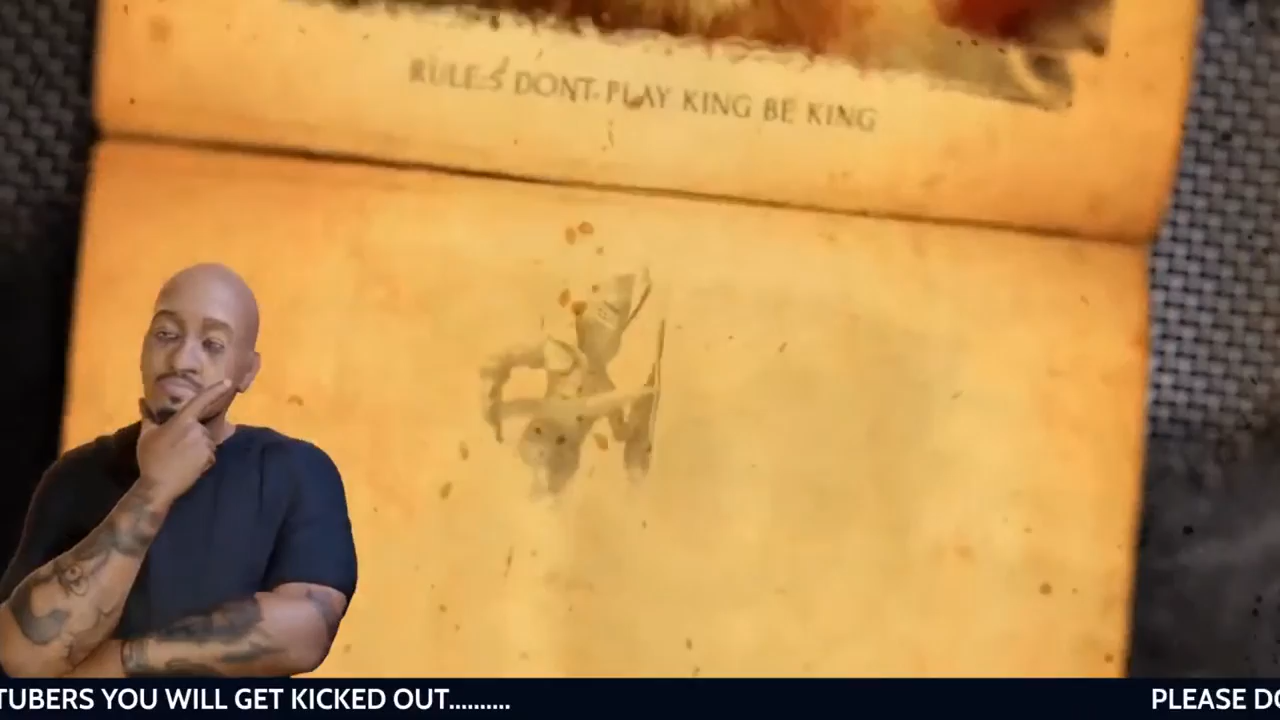 RULES DONT PLAY KING BE KING
TUBERS YOU WILL GET KICKED OUT.......... PLEASE DO